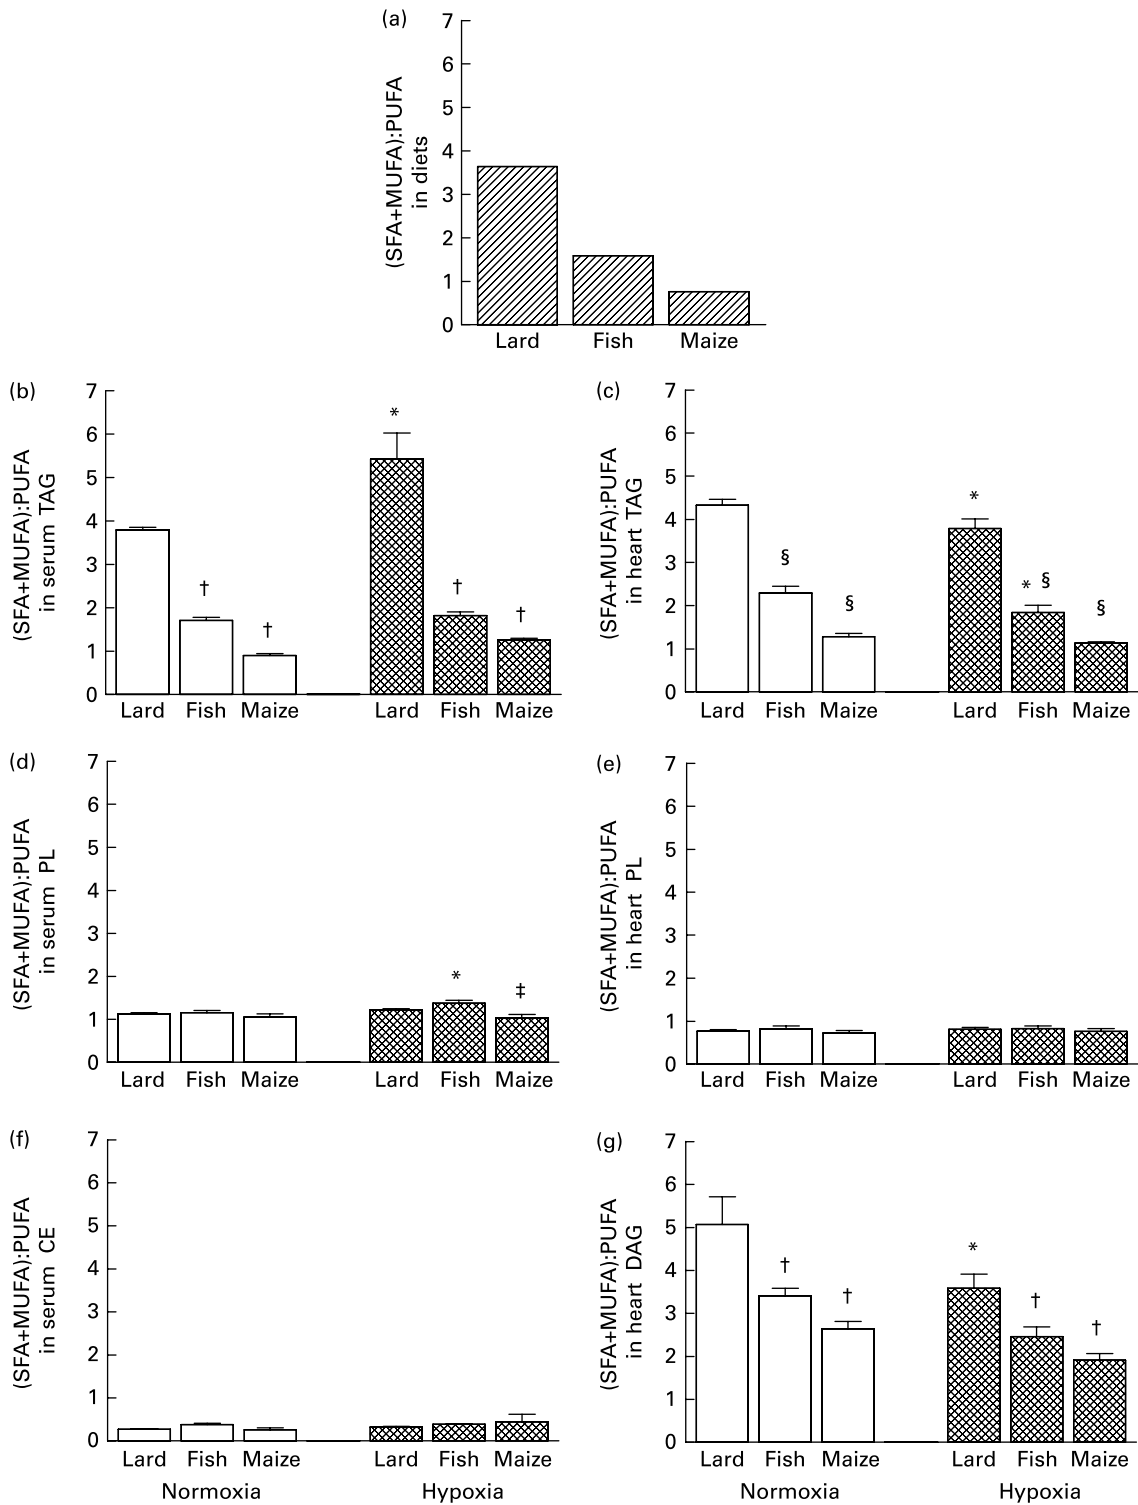 (a)
(SFA+MUFA):PUFA
in diets
7
6
5
4
3
2
1
0
Lard Fish Maize
(b)
(SFA+MUFA):PUFA
in serum TAG
7
6
5
4
3
2
1
0
†
†
*
†
†
Lard Fish Maize Lard Fish Maize
(c)
(SFA+MUFA):PUFA
in heart TAG
7
6
5
4
3
2
1
0
§
§
*
* §
§
Lard Fish Maize Lard Fish Maize
(d)
(SFA+MUFA):PUFA
in serum PL
7
6
5
4
3
2
1
0
*
‡
Lard Fish Maize Lard Fish Maize
(e)
(SFA+MUFA):PUFA
in heart PL
7
6
5
4
3
2
1
0
Lard Fish Maize Lard Fish Maize
(f)
(SFA+MUFA):PUFA
in serum CE
7
6
5
4
3
2
1
0
Lard Fish Maize Lard Fish Maize
Normoxia Hypoxia
(g)
(SFA+MUFA):PUFA
in heart DAG
7
6
5
4
3
2
1
0
†
†
*
†
†
Lard Fish Maize Lard Fish Maize
Normoxia Hypoxia